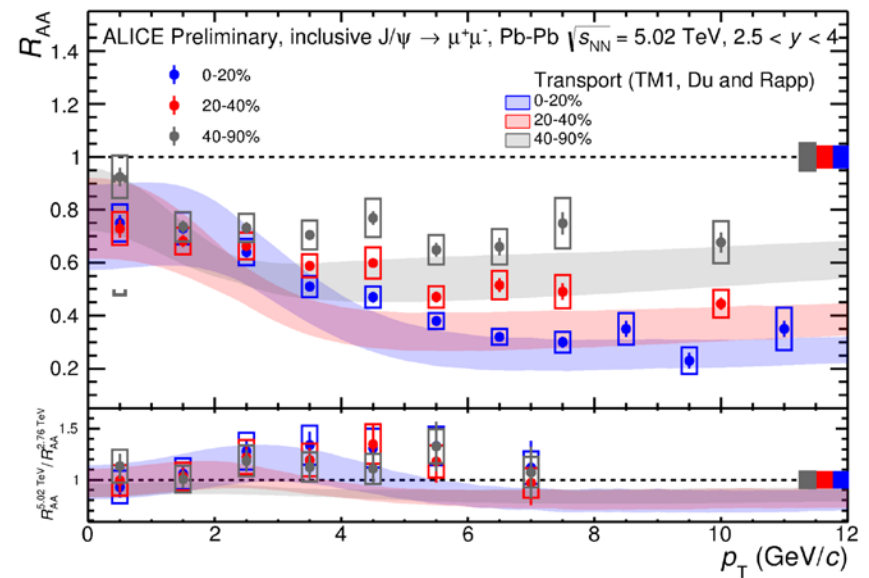 R_AA
ALICE Preliminary, inclusive J/ψ → μ⁺μ⁻, Pb-Pb √s_NN = 5.02 TeV, 2.5 < y < 4
0-20%
20-40%
40-90%
Transport (TM1, Du and Rapp)
0-20%
20-40%
40-90%
1.4
1.2
1
0.8
0.6
0.4
0.2
R_AA^5.02 TeV / R_AA^2.76 TeV
1.5
1
0 2 4 6 8 10 12
p_T (GeV/c)